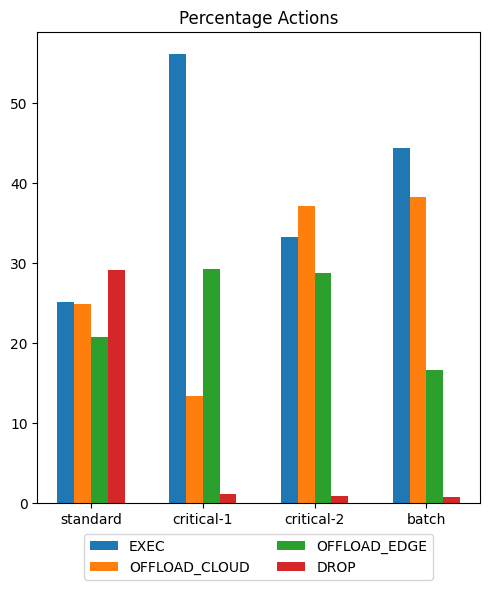 Percentage Actions
50
40
30
20
10
0
standard critical-1 critical-2 batch
EXEC OFFLOAD_EDGE
OFFLOAD_CLOUD DROP